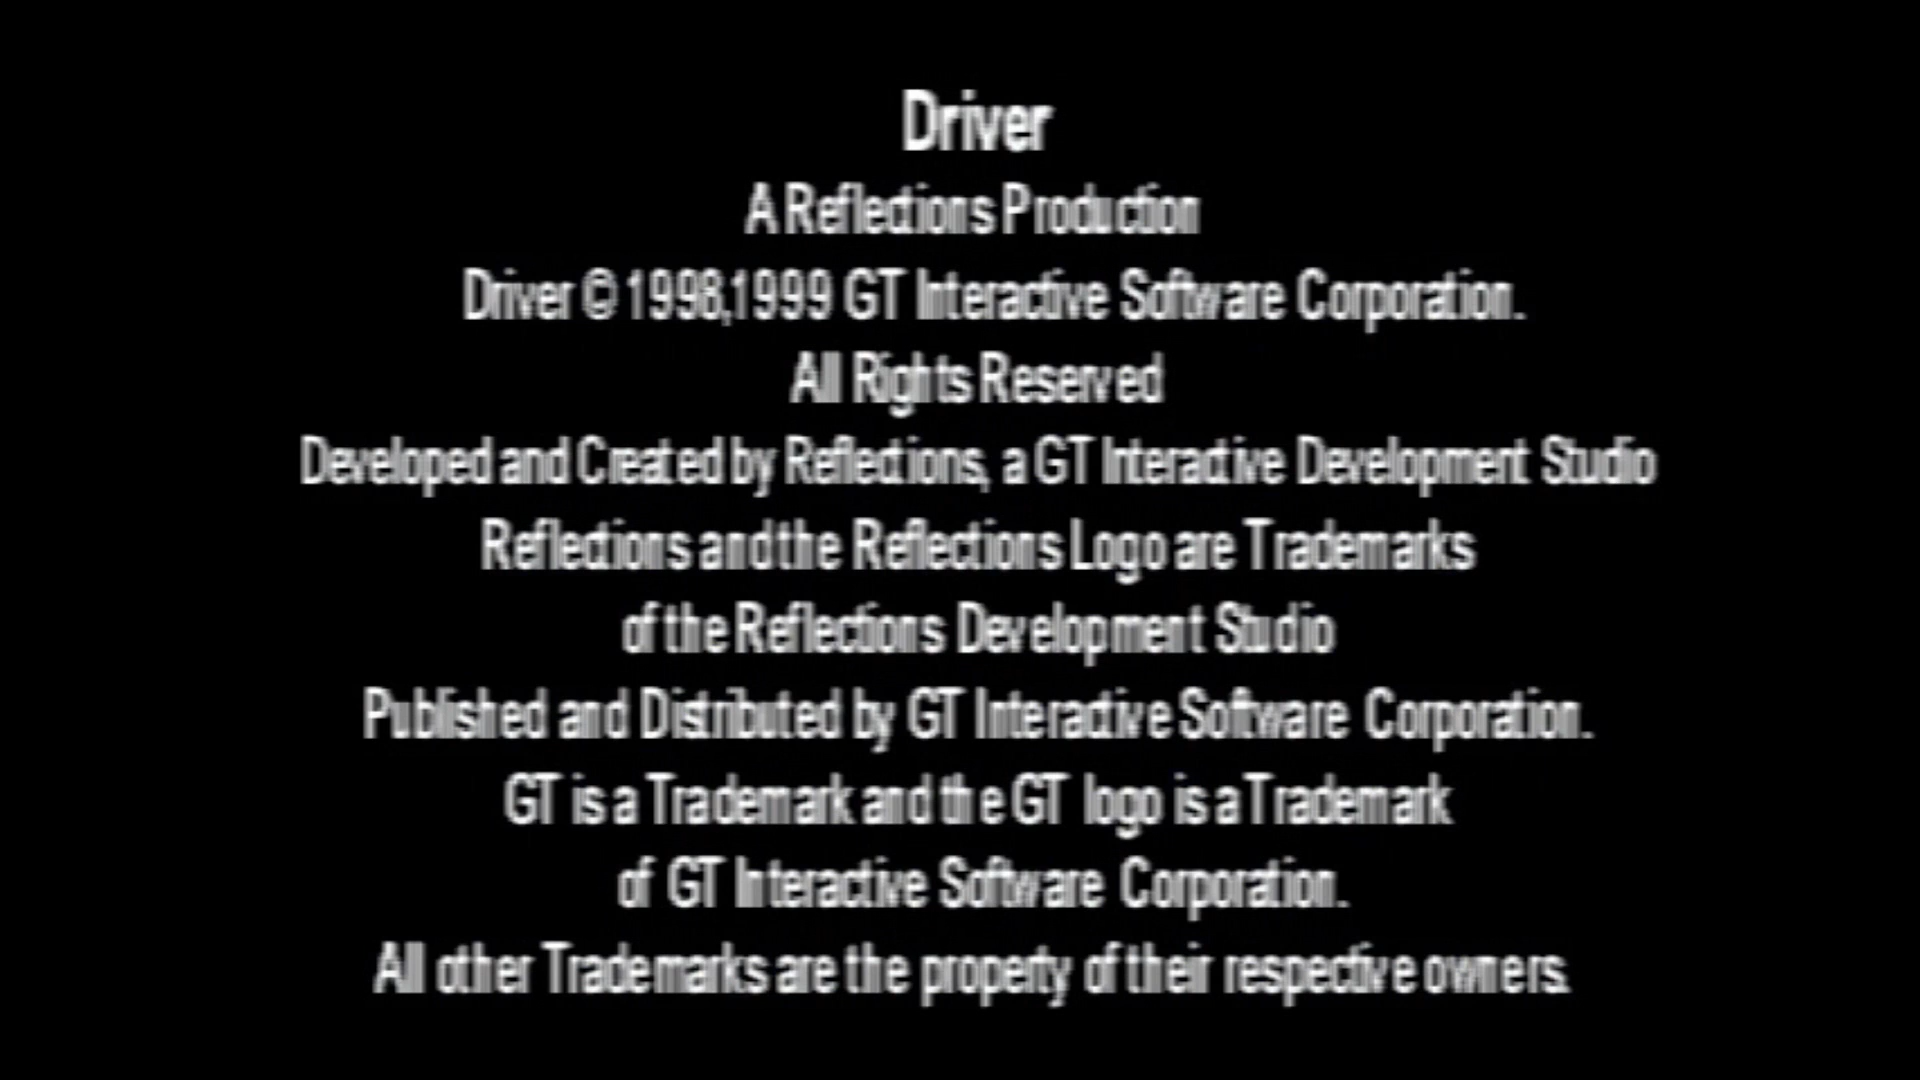 Driver
A Reflections Production
Driver © 1998,1999 GT Interactive Software Corporation.
All Rights Reserved
Developed and Created by Reflections, a GT Interactive Development Studio
Reflections and the Reflections Logo are Trademarks
of the Reflections Development Studio
Published and Distributed by GT Interactive Software Corporation.
GT is a Trademark and the GT logo is a Trademark
of GT Interactive Software Corporation.
All other Trademarks are the property of their respective owners.